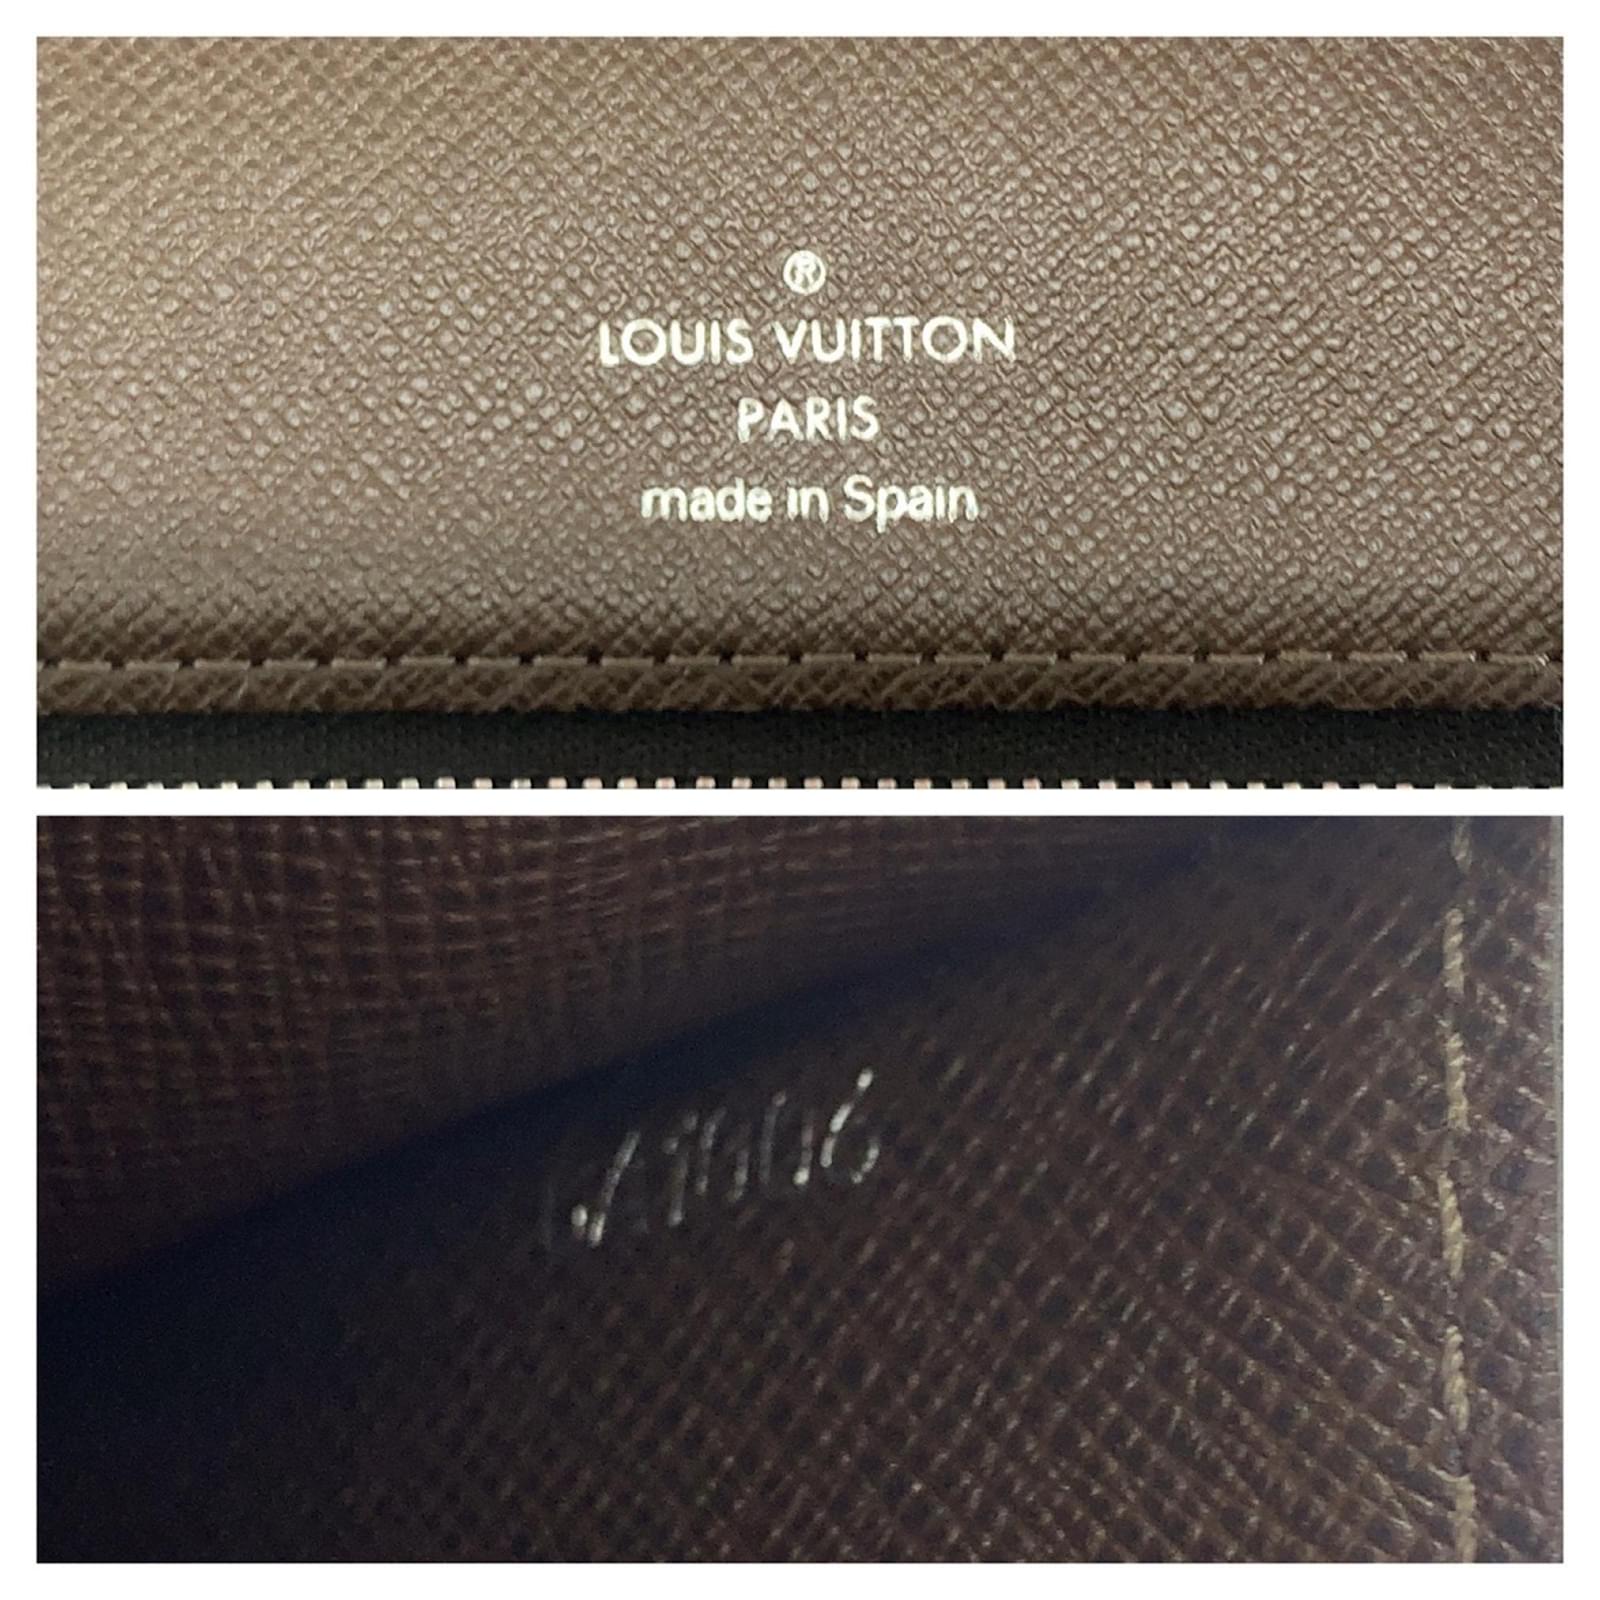 ®
LOUIS VUITTON
PARIS
made in Spain